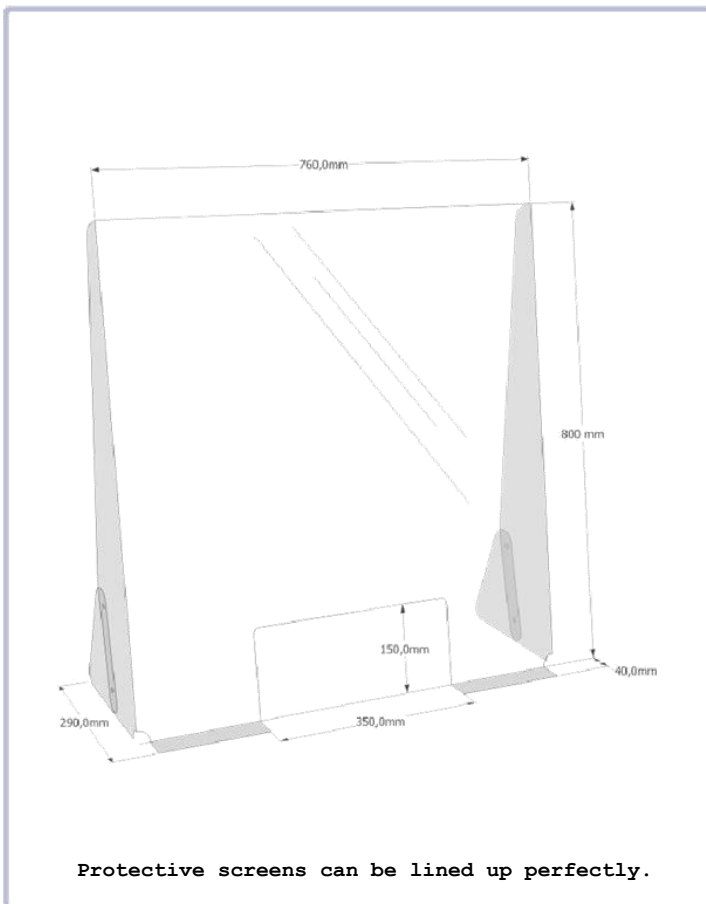 760,0mm
800 mm
150,0mm
40,0mm
290,0mm
350,0mm
Protective screens can be lined up perfectly.